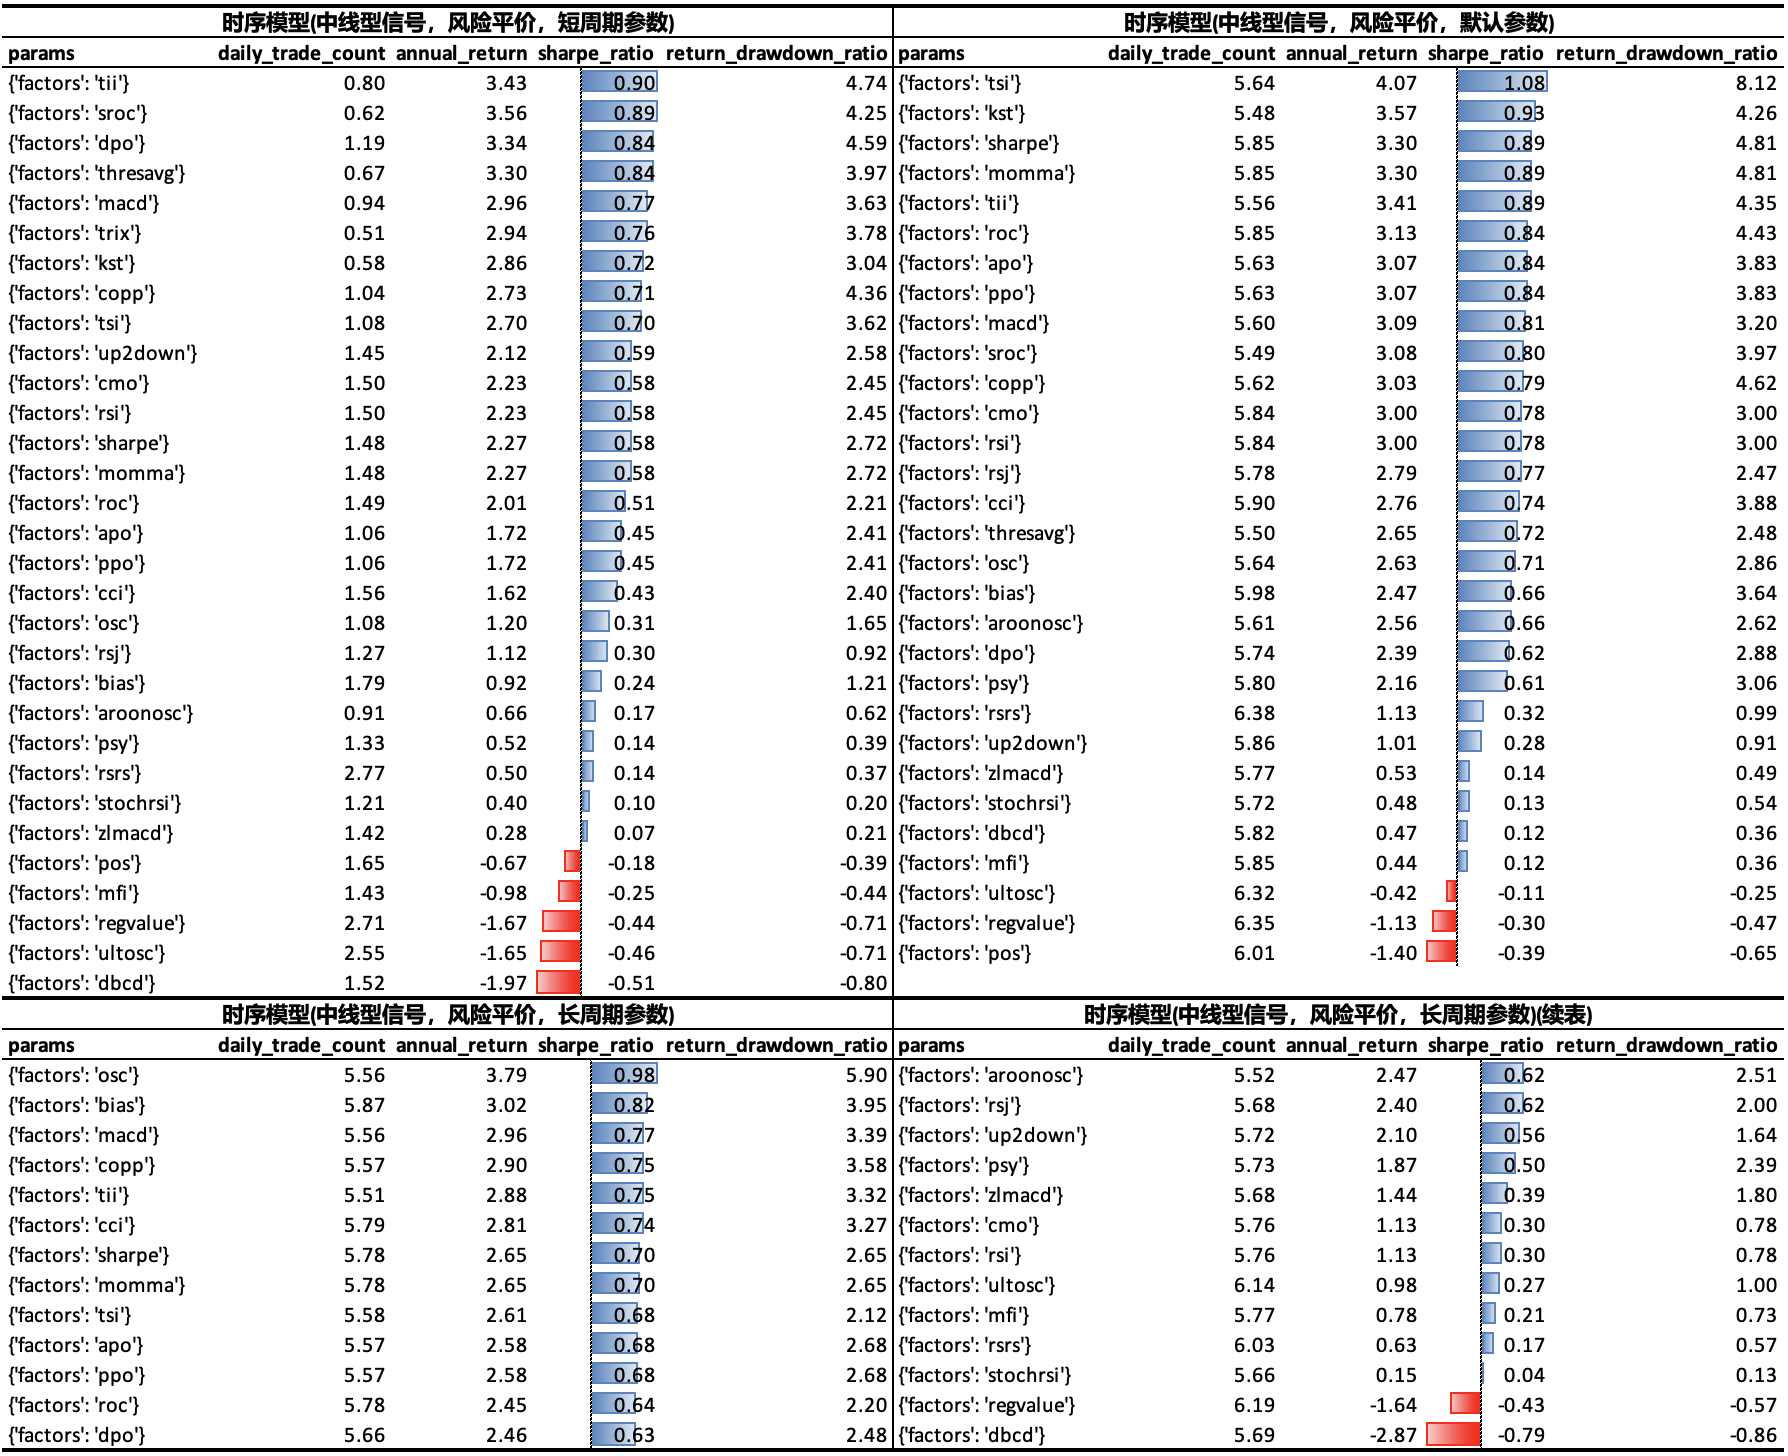 时序模型(中线型信号，风险平价，短周期参数)
params daily_trade_count annual_return sharpe_ratio return_drawdown_ratio
{'factors': 'tii'} 0.80 3.43 0.90 4.74
{'factors': 'sroc'} 0.62 3.56 0.89 4.25
{'factors': 'dpo'} 1.19 3.34 0.84 4.59
{'factors': 'thresavg'} 0.67 3.30 0.84 3.97
{'factors': 'macd'} 0.94 2.96 0.77 3.63
{'factors': 'trix'} 0.51 2.94 0.76 3.78
{'factors': 'kst'} 0.58 2.86 0.72 3.04
{'factors': 'copp'} 1.04 2.73 0.71 4.36
{'factors': 'tsi'} 1.08 2.70 0.70 3.62
{'factors': 'up2down'} 1.45 2.12 0.59 2.58
{'factors': 'cmo'} 1.50 2.23 0.58 2.45
{'factors': 'rsi'} 1.50 2.23 0.58 2.45
{'factors': 'sharpe'} 1.48 2.27 0.58 2.72
{'factors': 'momma'} 1.48 2.27 0.58 2.72
{'factors': 'roc'} 1.49 2.01 0.51 2.21
{'factors': 'apo'} 1.06 1.72 0.45 2.41
{'factors': 'ppo'} 1.06 1.72 0.45 2.41
{'factors': 'cci'} 1.56 1.62 0.43 2.40
{'factors': 'osc'} 1.08 1.20 0.31 1.65
{'factors': 'rsj'} 1.27 1.12 0.30 0.92
{'factors': 'bias'} 1.79 0.92 0.24 1.21
{'factors': 'aroonosc'} 0.91 0.66 0.17 0.62
{'factors': 'psy'} 1.33 0.52 0.14 0.39
{'factors': 'rsrs'} 2.77 0.50 0.14 0.37
{'factors': 'stochrsi'} 1.21 0.40 0.10 0.20
{'factors': 'zlmacd'} 1.42 0.28 0.07 0.21
{'factors': 'pos'} 1.65 -0.67 -0.18 -0.39
{'factors': 'mfi'} 1.43 -0.98 -0.25 -0.44
{'factors': 'regvalue'} 2.71 -1.67 -0.44 -0.71
{'factors': 'ultosc'} 2.55 -1.65 -0.46 -0.71
{'factors': 'dbcd'} 1.52 -1.97 -0.51 -0.80
时序模型(中线型信号，风险平价，默认参数)
params daily_trade_count annual_return sharpe_ratio return_drawdown_ratio
{'factors': 'tsi'} 5.64 4.07 1.08 8.12
{'factors': 'kst'} 5.48 3.57 0.93 4.26
{'factors': 'sharpe'} 5.85 3.30 0.89 4.81
{'factors': 'momma'} 5.85 3.30 0.89 4.81
{'factors': 'tii'} 5.56 3.41 0.89 4.35
{'factors': 'roc'} 5.85 3.13 0.84 4.43
{'factors': 'apo'} 5.63 3.07 0.84 3.83
{'factors': 'ppo'} 5.63 3.07 0.84 3.83
{'factors': 'macd'} 5.60 3.09 0.81 3.20
{'factors': 'sroc'} 5.49 3.08 0.80 3.97
{'factors': 'copp'} 5.62 3.03 0.79 4.62
{'factors': 'cmo'} 5.84 3.00 0.78 3.00
{'factors': 'rsi'} 5.84 3.00 0.78 3.00
{'factors': 'rsj'} 5.78 2.79 0.77 2.47
{'factors': 'cci'} 5.90 2.76 0.74 3.88
{'factors': 'thresavg'} 5.50 2.65 0.72 2.48
{'factors': 'osc'} 5.64 2.63 0.71 2.86
{'factors': 'bias'} 5.98 2.47 0.66 3.64
{'factors': 'aroonosc'} 5.61 2.56 0.66 2.62
{'factors': 'dpo'} 5.74 2.39 0.62 2.88
{'factors': 'psy'} 5.80 2.16 0.61 3.06
{'factors': 'rsrs'} 6.38 1.13 0.32 0.99
{'factors': 'up2down'} 5.86 1.01 0.28 0.91
{'factors': 'zlmacd'} 5.77 0.53 0.14 0.49
{'factors': 'stochrsi'} 5.72 0.48 0.13 0.54
{'factors': 'dbcd'} 5.82 0.47 0.12 0.36
{'factors': 'mfi'} 5.85 0.44 0.12 0.36
{'factors': 'ultosc'} 6.32 -0.42 -0.11 -0.25
{'factors': 'regvalue'} 6.35 -1.13 -0.30 -0.47
{'factors': 'pos'} 6.01 -1.40 -0.39 -0.65
时序模型(中线型信号，风险平价，长周期参数)
params daily_trade_count annual_return sharpe_ratio return_drawdown_ratio
{'factors': 'osc'} 5.56 3.79 0.98 5.90
{'factors': 'bias'} 5.87 3.02 0.82 3.95
{'factors': 'macd'} 5.56 2.96 0.77 3.39
{'factors': 'copp'} 5.57 2.90 0.75 3.58
{'factors': 'tii'} 5.51 2.88 0.75 3.32
{'factors': 'cci'} 5.79 2.81 0.74 3.27
{'factors': 'sharpe'} 5.78 2.65 0.70 2.65
{'factors': 'momma'} 5.78 2.65 0.70 2.65
{'factors': 'tsi'} 5.58 2.61 0.68 2.12
{'factors': 'apo'} 5.57 2.58 0.68 2.68
{'factors': 'ppo'} 5.57 2.58 0.68 2.68
{'factors': 'roc'} 5.78 2.45 0.64 2.20
{'factors': 'dpo'} 5.66 2.46 0.63 2.48
时序模型(中线型信号，风险平价，长周期参数)(续表)
params daily_trade_count annual_return sharpe_ratio return_drawdown_ratio
{'factors': 'aroonosc'} 5.52 2.47 0.62 2.51
{'factors': 'rsj'} 5.68 2.40 0.62 2.00
{'factors': 'up2down'} 5.72 2.10 0.56 1.64
{'factors': 'psy'} 5.73 1.87 0.50 2.39
{'factors': 'zlmacd'} 5.68 1.44 0.39 1.80
{'factors': 'cmo'} 5.76 1.13 0.30 0.78
{'factors': 'rsi'} 5.76 1.13 0.30 0.78
{'factors': 'ultosc'} 6.14 0.98 0.27 1.00
{'factors': 'mfi'} 5.77 0.78 0.21 0.73
{'factors': 'rsrs'} 6.03 0.63 0.17 0.57
{'factors': 'stochrsi'} 5.66 0.15 0.04 0.13
{'factors': 'regvalue'} 6.19 -1.64 -0.43 -0.57
{'factors': 'dbcd'} 5.69 -2.87 -0.79 -0.86